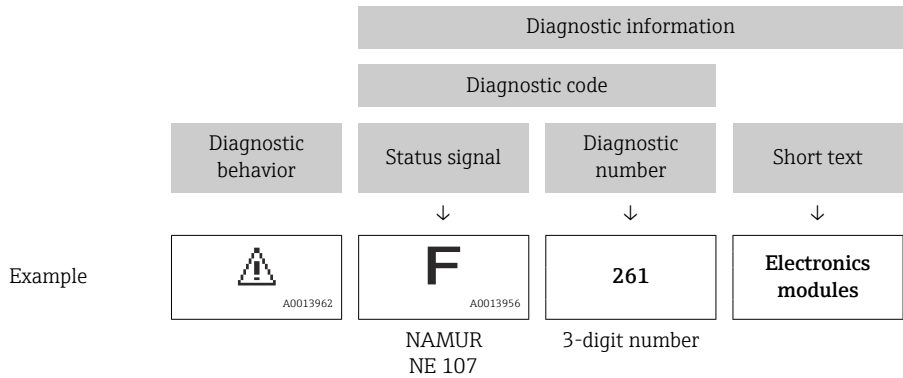 Diagnostic information
Diagnostic code
Diagnostic
behavior
Status signal
Diagnostic
number
Short text
↓ ↓ ↓
Example
A0013962
F
A0013956
261
Electronics
modules
NAMUR
NE 107
3-digit number